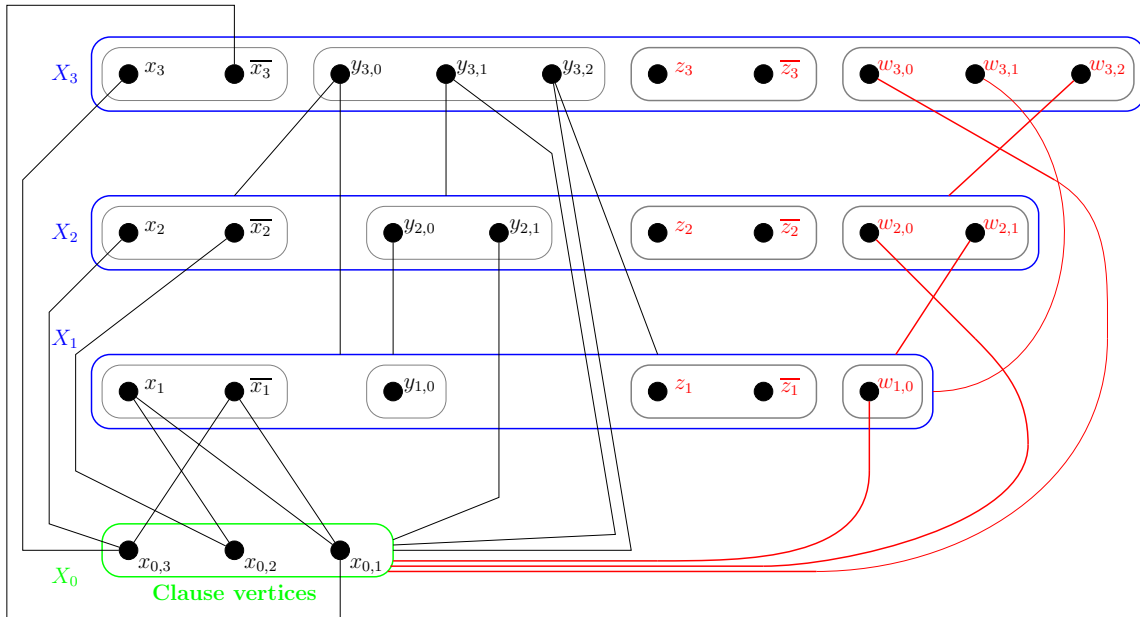 X₃ x₃ x̅₃ y₃,₀ y₃,₁ y₃,₂ z₃ z̅₃ w₃,₀ w₃,₁ w₃,₂
X₂ x₂ x̅₂ y₂,₀ y₂,₁ z₂ z̅₂ w₂,₀ w₂,₁
X₁ x₁ x̅₁ y₁,₀ z₁ z̅₁ w₁,₀
X₀ x₀,₃ x₀,₂ x₀,₁
Clause vertices